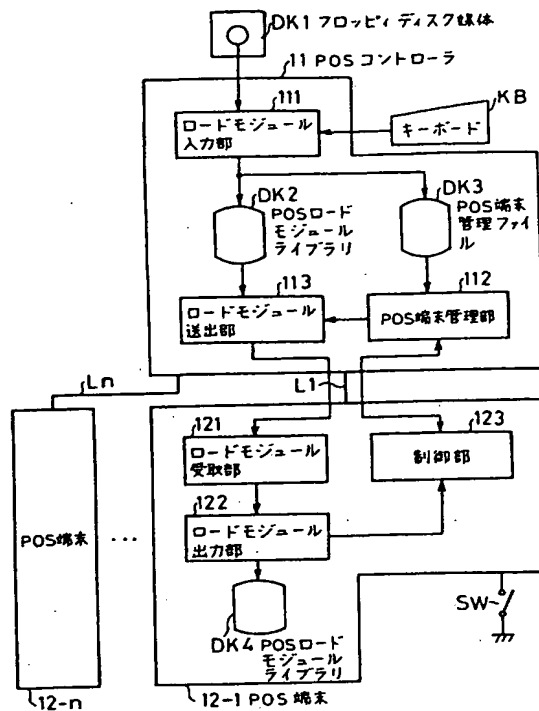 DK1 フロッピィディスク媒体
11 POSコントローラ
111
ロードモジュール
入力部
KB
キーボード
DK2
POSロード
モジュール
ライブラリ
DK3
POS端末
管理ファイル
113
ロードモジュール
送出部
112
POS端末管理部
Ln
L1
121
ロードモジュール
受取部
123
制御部
122
ロードモジュール
出力部
POS端末
...
DK4 POSロード
モジュール
ライブラリ
SW
12-n
12-1 POS端末